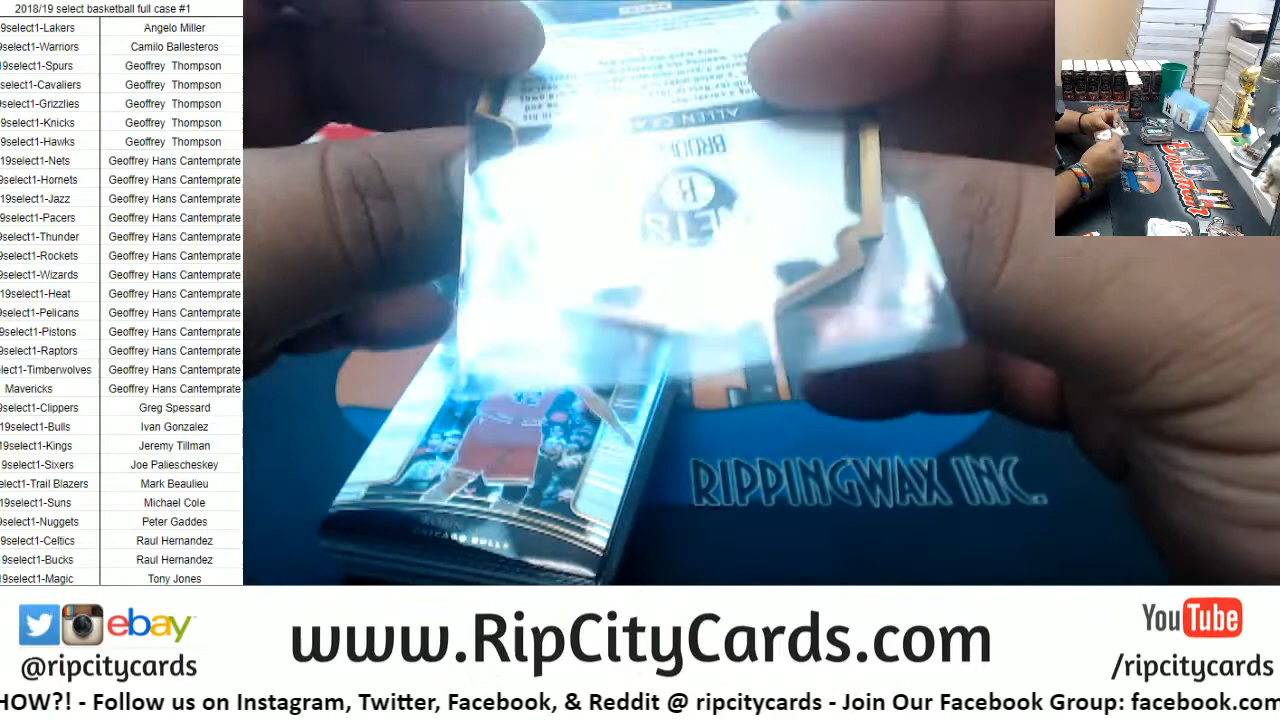 2018/19 select basketball full case #1
9select1-Lakers Angelo Miller
9select1-Warriors Camilo Ballesteros
19select1-Spurs Geoffrey Thompson
select1-Cavaliers Geoffrey Thompson
9select1-Grizzlies Geoffrey Thompson
9select1-Knicks Geoffrey Thompson
9select1-Hawks Geoffrey Thompson
19select1-Nets Geoffrey Hans Cantemprate
9select1-Hornets Geoffrey Hans Cantemprate
19select1-Jazz Geoffrey Hans Cantemprate
9select1-Pacers Geoffrey Hans Cantemprate
9select1-Thunder Geoffrey Hans Cantemprate
9select1-Rockets Geoffrey Hans Cantemprate
9select1-Wizards Geoffrey Hans Cantemprate
19select1-Heat Geoffrey Hans Cantemprate
9select1-Pelicans Geoffrey Hans Cantemprate
9select1-Pistons Geoffrey Hans Cantemprate
9select1-Raptors Geoffrey Hans Cantemprate
lect1-Timberwolves Geoffrey Hans Cantemprate
Mavericks Geoffrey Hans Cantemprate
9select1-Clippers Greg Spessard
19select1-Bulls Ivan Gonzalez
19select1-Kings Jeremy Tillman
9select1-Sixers Joe Paliescheskey
elect1-Trail Blazers Mark Beaulieu
19select1-Suns Michael Cole
9select1-Nuggets Peter Gaddes
9select1-Celtics Raul Hernandez
9select1-Bucks Raul Hernandez
19select1-Magic Tony Jones
ALLEN
B
RIPPINGWAX INC.
ebay
@ripcitycards
www.RipCityCards.com
YouTube
/ripcitycards
HOW?! - Follow us on Instagram, Twitter, Facebook, & Reddit @ ripcitycards - Join Our Facebook Group: facebook.com